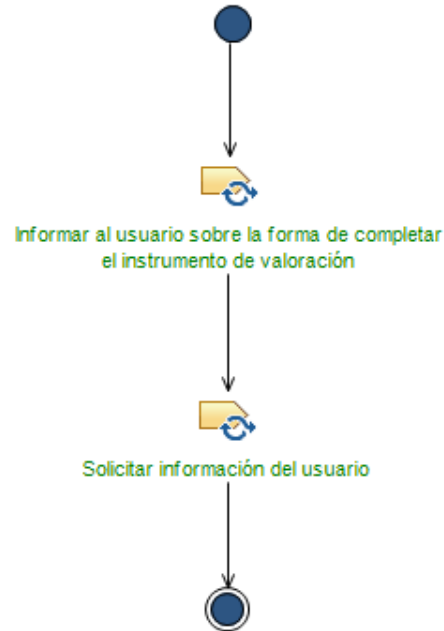 Informar al usuario sobre la forma de completar
el instrumento de valoración
Solicitar información del usuario